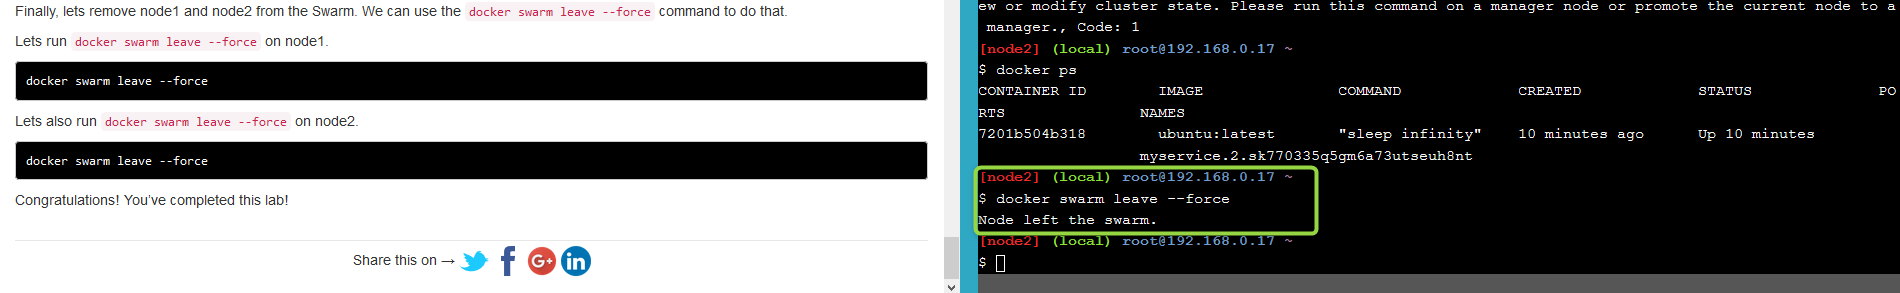 Finally, lets remove node1 and node2 from the Swarm. We can use the docker swarm leave --force command to do that.
Lets run docker swarm leave --force on node1.
docker swarm leave --force
Lets also run docker swarm leave --force on node2.
docker swarm leave --force
Congratulations! You've completed this lab!
Share this on →
G+
in
ew or modify cluster state. Please run this command on a manager node or promote the current node to a
manager., Code: 1
[node2] (local) root@192.168.0.17 ~
$ docker ps
CONTAINER ID IMAGE COMMAND CREATED STATUS PO
RTS NAMES
7201b504b318 ubuntu:latest "sleep infinity" 10 minutes ago Up 10 minutes
myservice.2.sk770335q5gm6a73utseuh8nt
[node2] (local) root@192.168.0.17 ~
$ docker swarm leave --force
Node left the swarm.
[node2] (local) root@192.168.0.17 ~
$